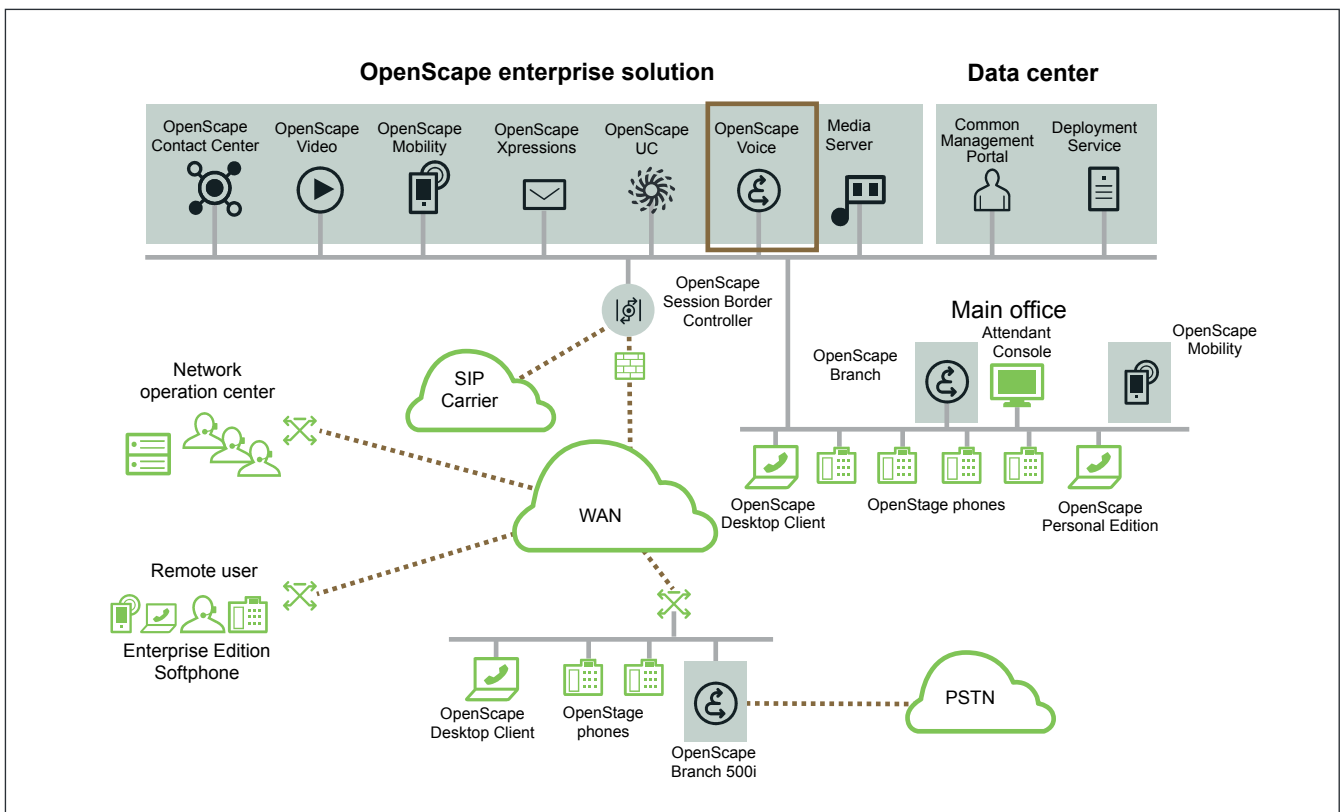 OpenScape enterprise solution
Data center
OpenScape
Contact Center
OpenScape
Video
OpenScape
Mobility
OpenScape
Xpressions
OpenScape
UC
OpenScape
Voice
Media
Server
Common
Management
Portal
Deployment
Service
OpenScape
Session Border
Controller
Main office
OpenScape
Branch
Attendant
Console
OpenScape
Mobility
SIP
Carrier
Network
operation center
OpenScape
Desktop Client
OpenStage phones
OpenScape
Personal Edition
WAN
Remote user
Enterprise Edition
Softphone
OpenScape
Desktop Client
OpenStage
phones
OpenScape
Branch 500i
PSTN